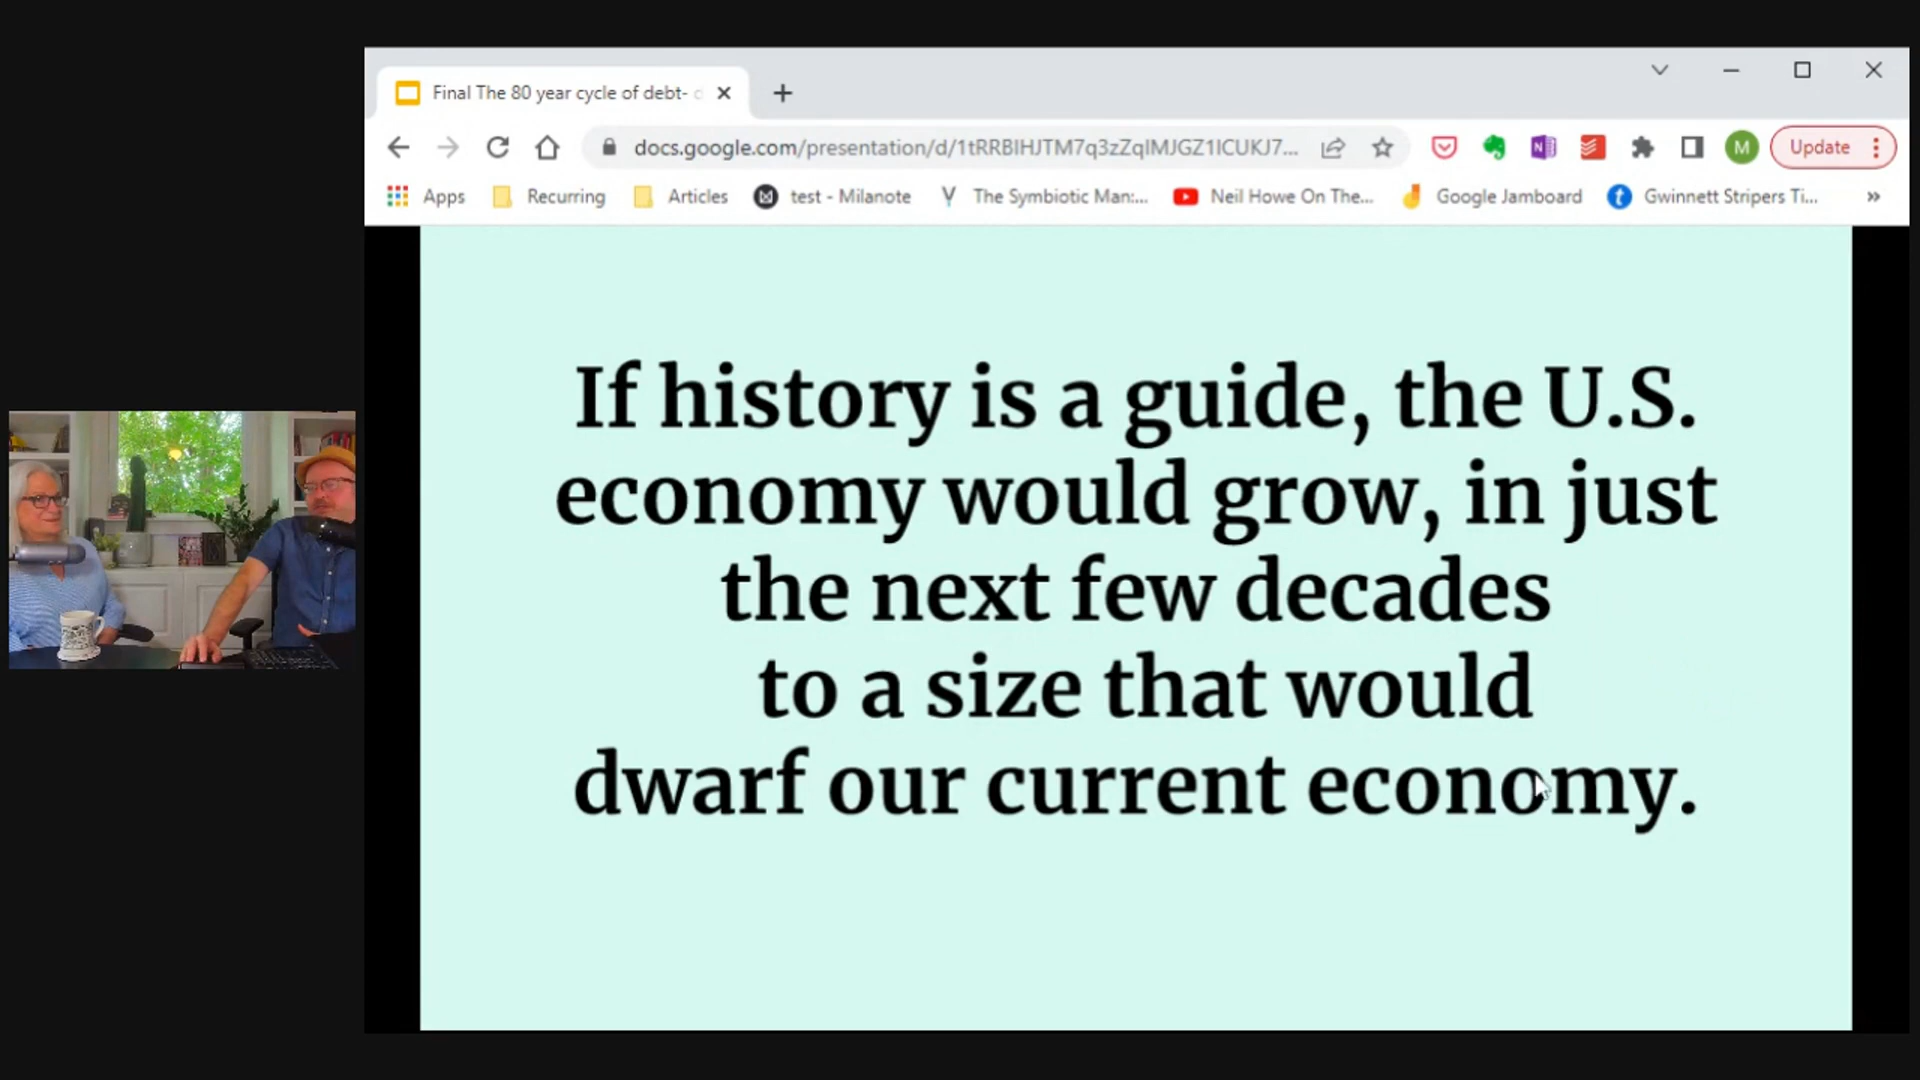 Final The 80 year cycle of debt-
docs.google.com/presentation/d/1tRRBIHJTM7q3zZqIMJGZ1ICUKJ7...
M
Update
Apps
Recurring
Articles
test - Milanote
The Symbiotic Man:...
Neil Howe On The...
Google Jamboard
Gwinnett Stripers Ti...
If history is a guide, the U.S.
economy would grow, in just
the next few decades
to a size that would
dwarf our current economy.